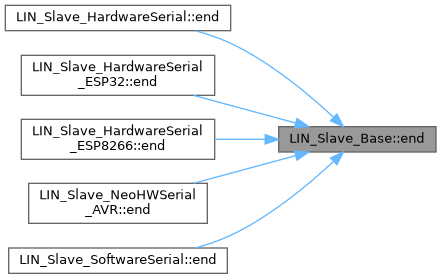 LIN_Slave_HardwareSerial::end
LIN_Slave_HardwareSerial
_ESP32::end
LIN_Slave_HardwareSerial
_ESP8266::end
LIN_Slave_Base::end
LIN_Slave_NeoHWSerial
_AVR::end
LIN_Slave_SoftwareSerial::end